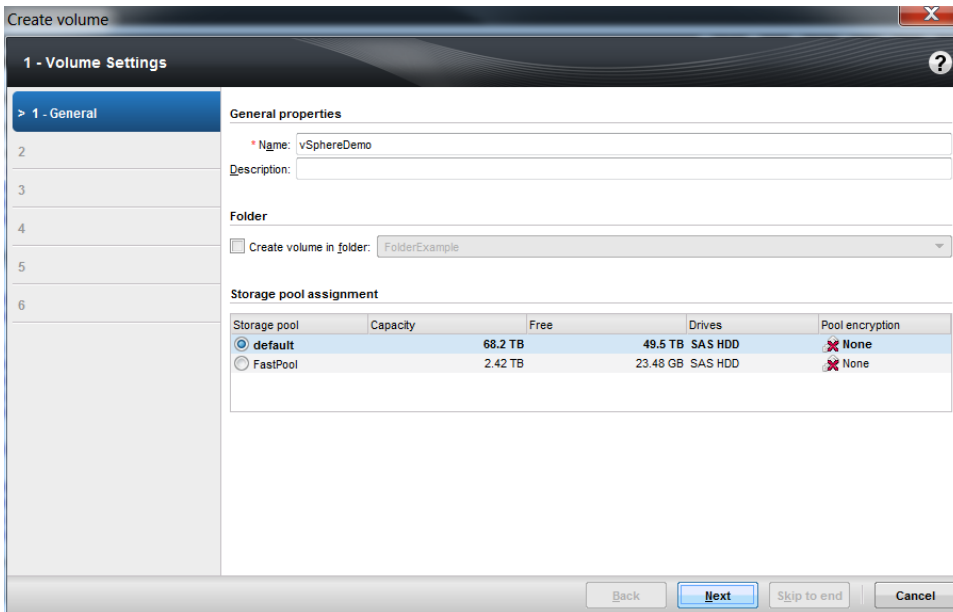 Create volume
X
1 - Volume Settings
?
> 1 - General
2
3
4
5
6
General properties
* Name: vSphereDemo
Description:
Folder
Create volume in folder: FolderExample
Storage pool assignment
Storage pool Capacity Free Drives Pool encryption
default 68.2 TB 49.5 TB SAS HDD None
FastPool 2.42 TB 23.48 GB SAS HDD None
Back Next Skip to end Cancel